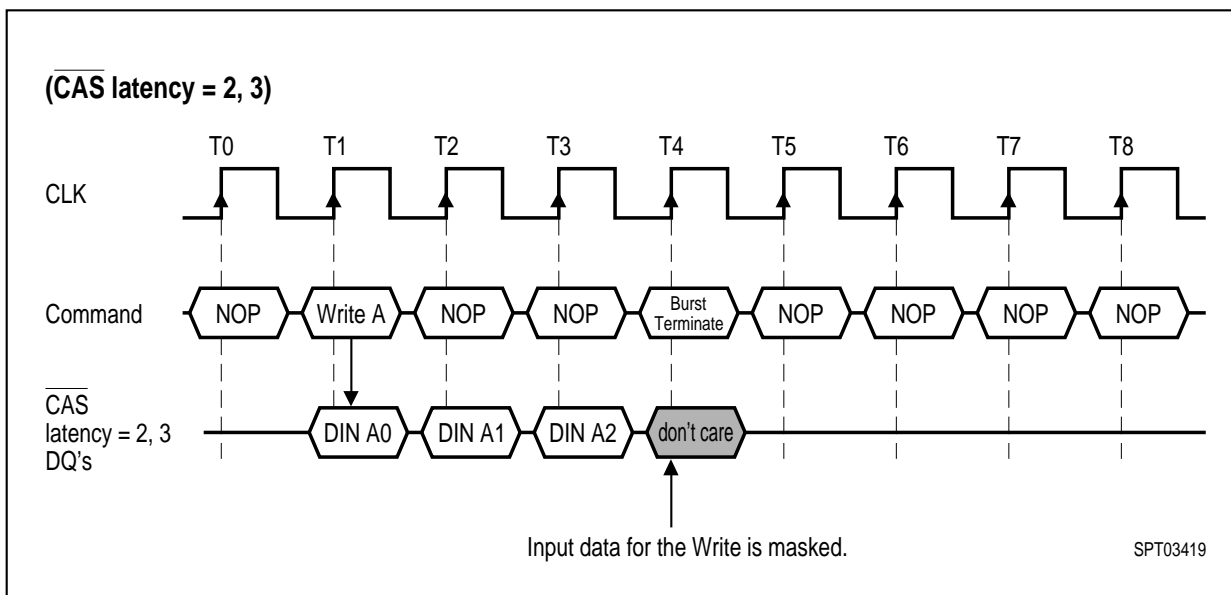 (CAS latency = 2, 3)
T0 T1 T2 T3 T4 T5 T6 T7 T8
CLK
Command NOP Write A NOP NOP Burst Terminate NOP NOP NOP NOP
CAS
latency = 2, 3
DQ's
DIN A0 DIN A1 DIN A2 don't care
Input data for the Write is masked.
SPT03419